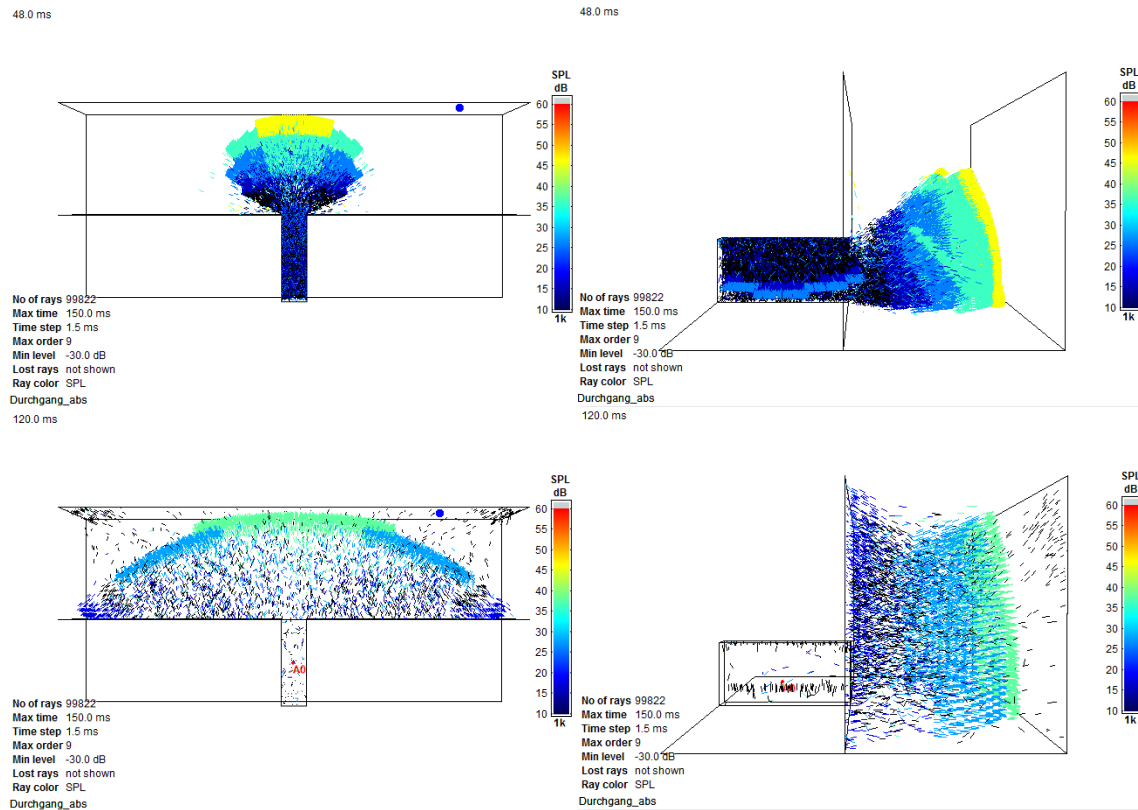 48.0 ms
SPL
dB
60
55
50
45
40
35
30
25
20
15
10
1k
No of rays 99822
Max time 150.0 ms
Time step 1.5 ms
Max order 9
Min level -30.0 dB
Lost rays not shown
Ray color SPL
Durchgang_abs
48.0 ms
SPL
dB
60
55
50
45
40
35
30
25
20
15
10
1k
No of rays 99822
Max time 150.0 ms
Time step 1.5 ms
Max order 9
Min level -30.0 dB
Lost rays not shown
Ray color SPL
Durchgang_abs
120.0 ms
SPL
dB
60
55
50
45
40
35
30
25
20
15
10
1k
A0
No of rays 99822
Max time 150.0 ms
Time step 1.5 ms
Max order 9
Min level -30.0 dB
Lost rays not shown
Ray color SPL
Durchgang_abs
120.0 ms
SPL
dB
60
55
50
45
40
35
30
25
20
15
10
1k
No of rays 99822
Max time 150.0 ms
Time step 1.5 ms
Max order 9
Min level -30.0 dB
Lost rays not shown
Ray color SPL
Durchgang_abs